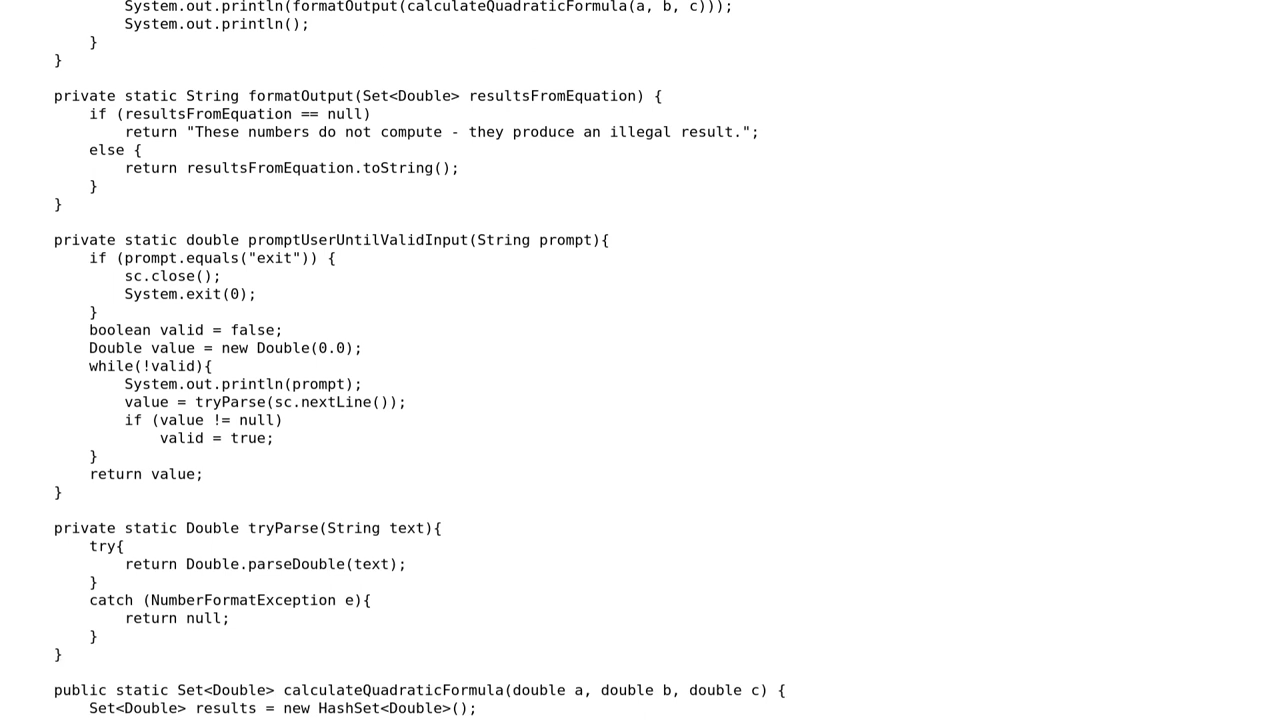 System.out.println(formatOutput(calculateQuadraticFormula(a, b, c)));
System.out.println();
}
}
private static String formatOutput(Set<Double> resultsFromEquation) {
if (resultsFromEquation == null)
return "These numbers do not compute - they produce an illegal result.";
else {
return resultsFromEquation.toString();
}
}
private static double promptUserUntilValidInput(String prompt){
if (prompt.equals("exit")) {
sc.close();
System.exit(0);
}
boolean valid = false;
Double value = new Double(0.0);
while(!valid){
System.out.println(prompt);
value = tryParse(sc.nextLine());
if (value != null)
valid = true;
}
return value;
}
private static Double tryParse(String text){
try{
return Double.parseDouble(text);
}
catch (NumberFormatException e){
return null;
}
}
public static Set<Double> calculateQuadraticFormula(double a, double b, double c) {
Set<Double> results = new HashSet<Double>();